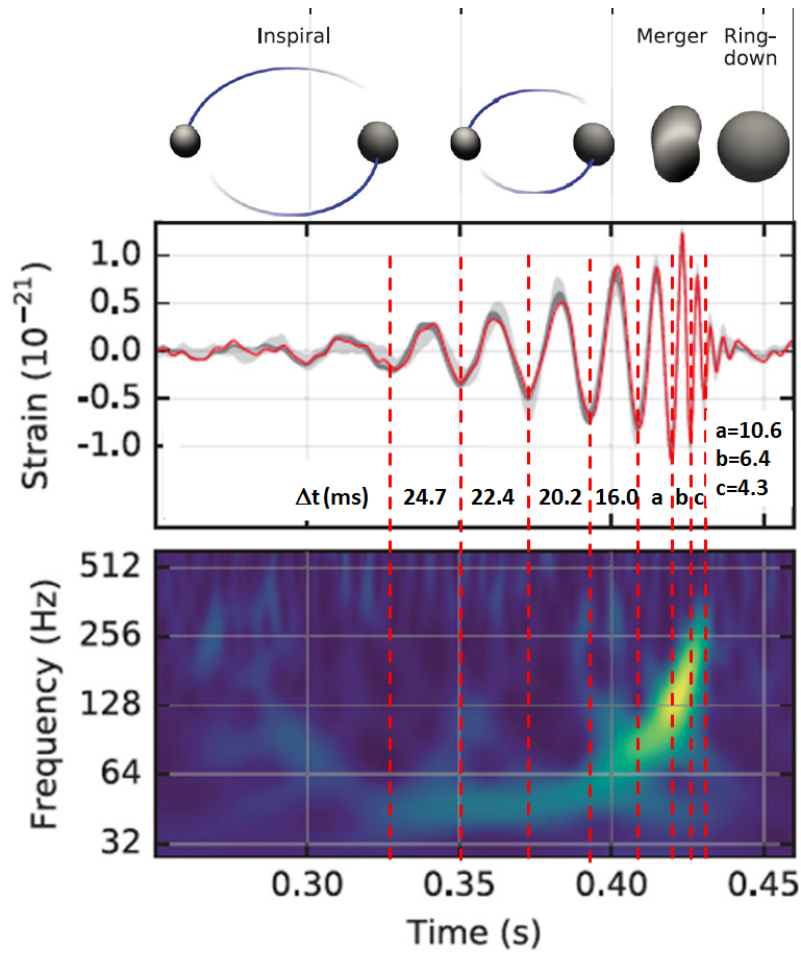 Inspiral
Merger
Ring-
down
Strain (10⁻²¹)
1.0
0.5
0.0
-0.5
-1.0
a=10.6
b=6.4
c=4.3
Δt (ms) 24.7 22.4 20.2 16.0 a b c
Frequency (Hz)
512
256
128
64
32
0.30 0.35 0.40 0.45
Time (s)